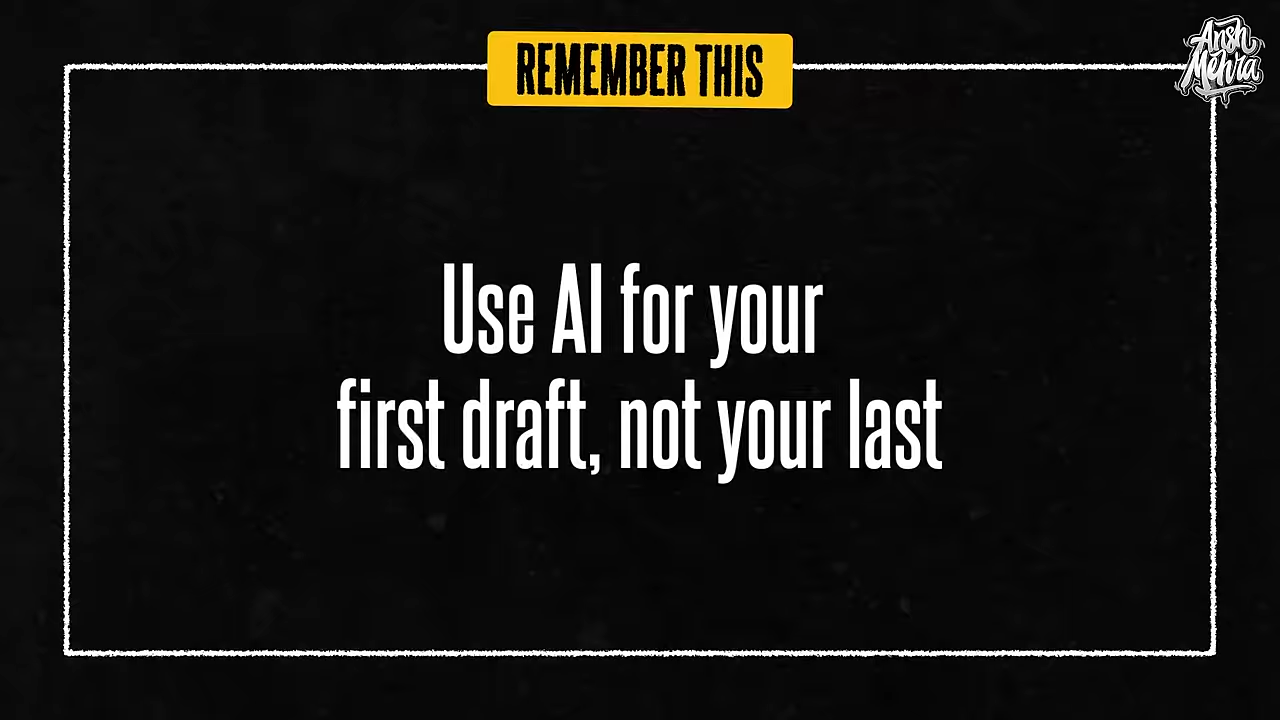 REMEMBER THIS
Ansh
Mehra
Use AI for your
first draft, not your last